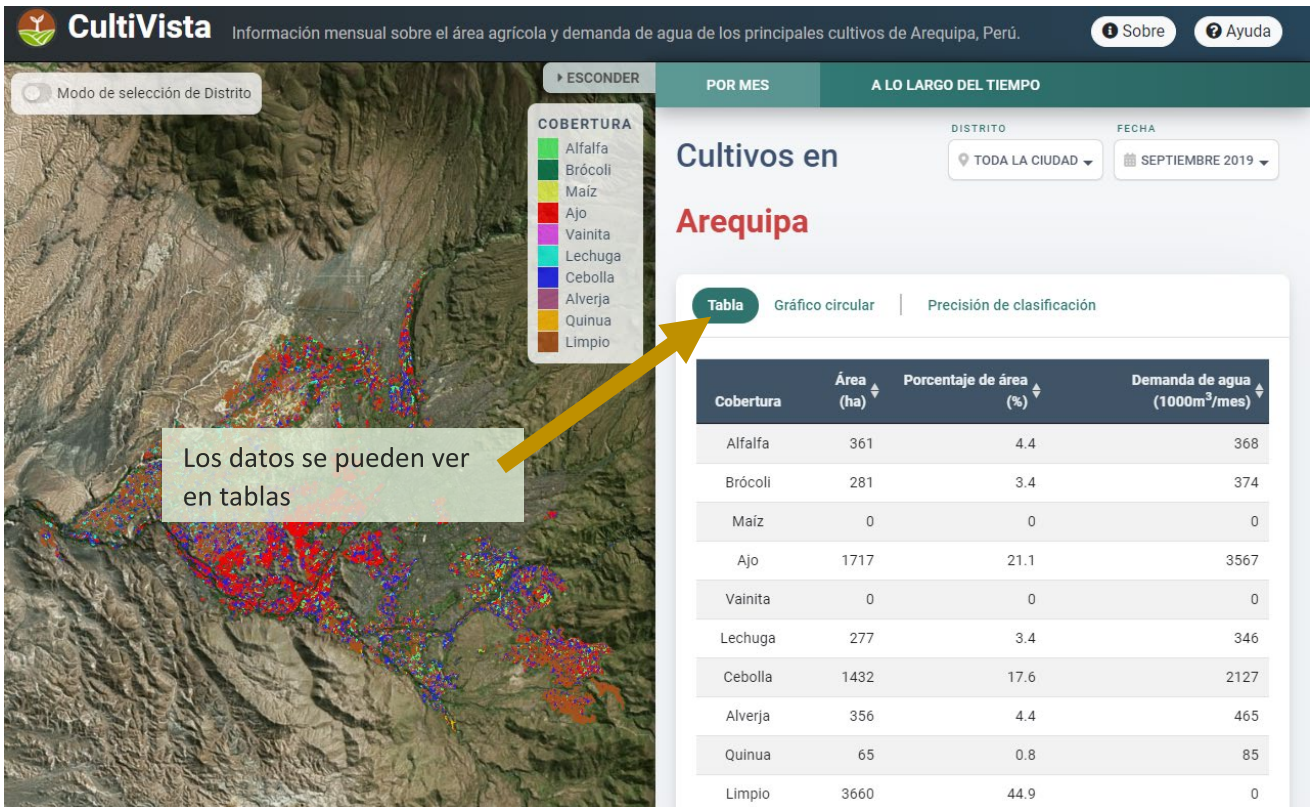 CultiVista Información mensual sobre el área agrícola y demanda de agua de los principales cultivos de Arequipa, Perú. Sobre Ayuda
Modo de selección de Distrito
ESCONDER
COBERTURA
Alfalfa
Brócoli
Maíz
Ajo
Vainita
Lechuga
Cebolla
Alverja
Quinua
Limpio
Los datos se pueden ver
en tablas
POR MES A LO LARGO DEL TIEMPO
Cultivos en
Arequipa
DISTRITO
TODA LA CIUDAD
FECHA
SEPTIEMBRE 2019
Tabla Gráfico circular | Precisión de clasificación
Cobertura Área (ha) Porcentaje de área (%) Demanda de agua (1000m³/mes)
Alfalfa 361 4.4 368
Brócoli 281 3.4 374
Maíz 0 0 0
Ajo 1717 21.1 3567
Vainita 0 0 0
Lechuga 277 3.4 346
Cebolla 1432 17.6 2127
Alverja 356 4.4 465
Quinua 65 0.8 85
Limpio 3660 44.9 0